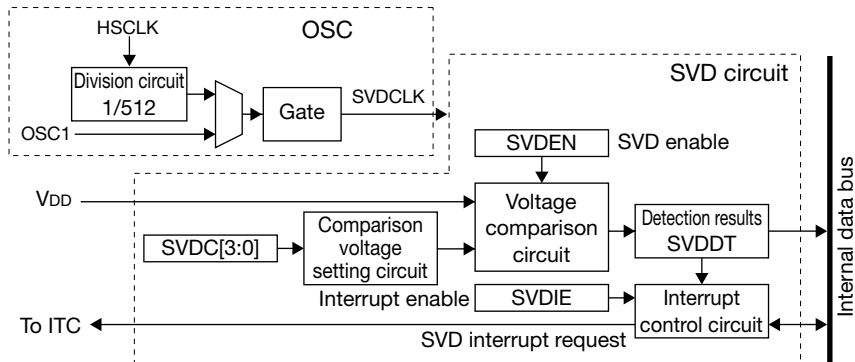 HSCLK
OSC
Division circuit
1/512
SVDCLK
Gate
OSC1
SVD circuit
SVDEN
SVD enable
VDD
Voltage
comparison
circuit
Comparison
voltage
setting circuit
SVDC[3:0]
Detection results
SVDDT
Interrupt enable
SVDIE
Interrupt
control circuit
To ITC
SVD interrupt request
Internal data bus